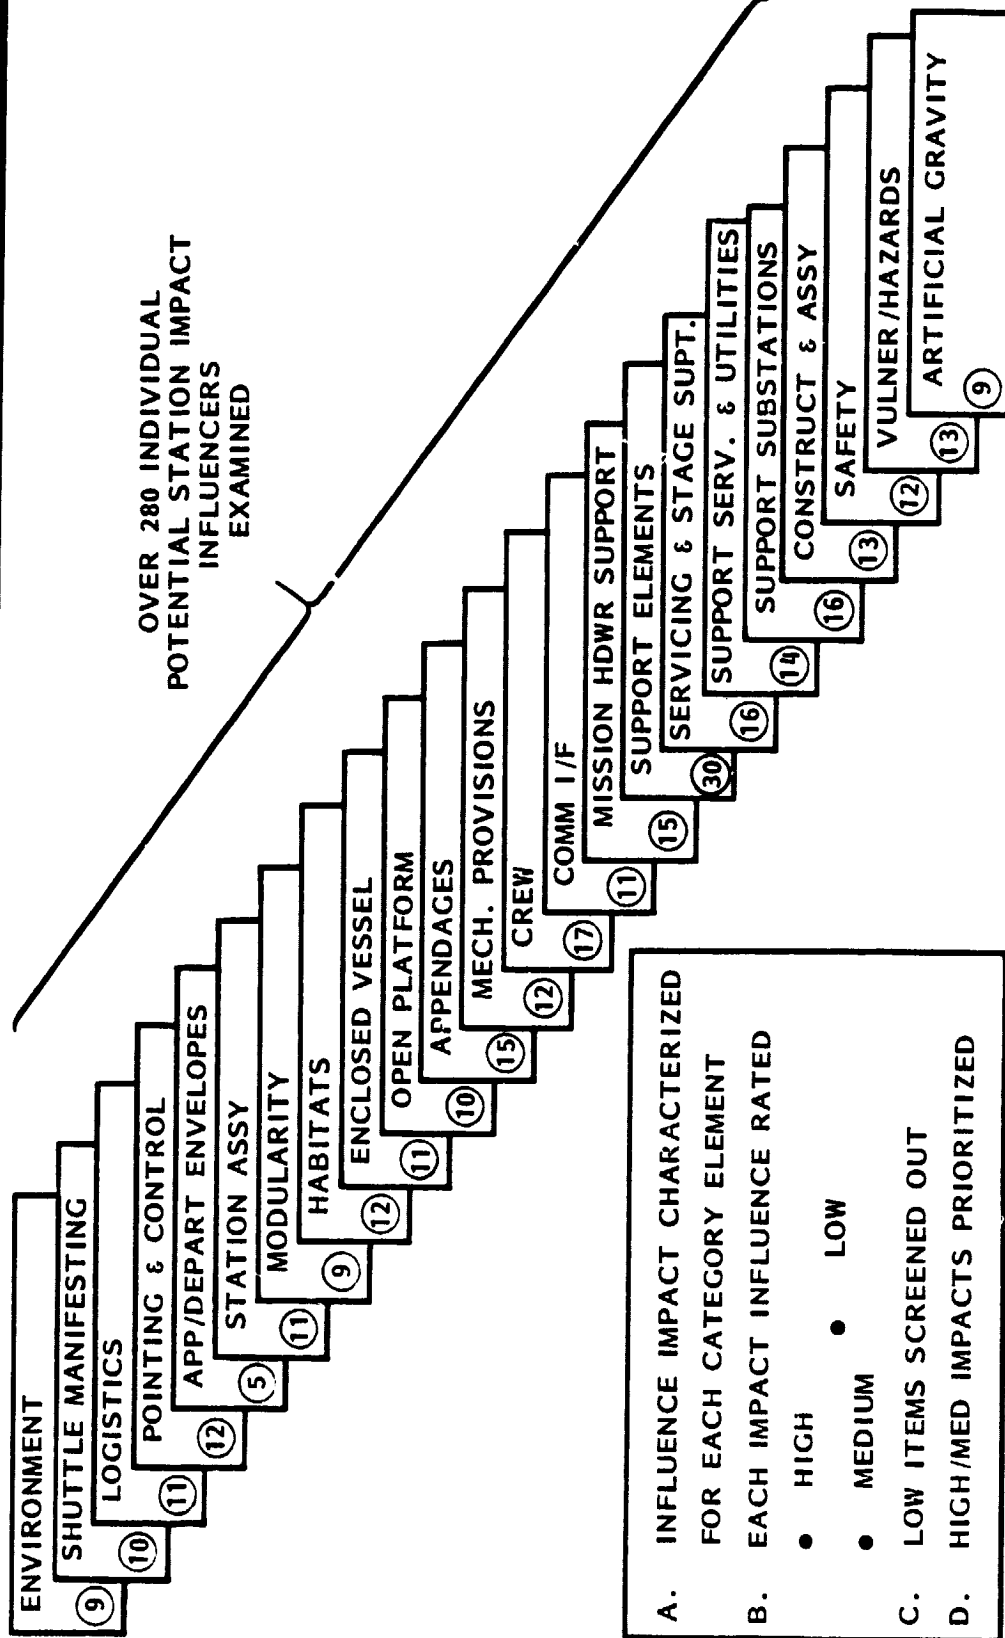 OVER 280 INDIVIDUAL
POTENTIAL STATION IMPACT
INFLUENCERS
EXAMINED
ENVIRONMENT
9
SHUTTLE MANIFESTING
10
LOGISTICS
11
POINTING & CONTROL
12
APP/DEPART ENVELOPES
5
STATION ASSY
11
MODULARITY
9
HABITATS
12
ENCLOSED VESSEL
11
OPEN PLATFORM
10
APPENDAGES
15
MECH. PROVISIONS
12
CREW
17
COMM I/F
11
MISSION HDWR SUPPORT
15
SUPPORT ELEMENTS
30
SERVICING & STAGE SUPT.
16
SUPPORT SERV. & UTILITIES
14
SUPPORT SUBSTATIONS
16
CONSTRUCT & ASSY
13
SAFETY
12
VULNER/HAZARDS
13
ARTIFICIAL GRAVITY
9
A. INFLUENCE IMPACT CHARACTERIZED
FOR EACH CATEGORY ELEMENT
B. EACH IMPACT INFLUENCE RATED
• HIGH • LOW
• MEDIUM
C. LOW ITEMS SCREENED OUT
D. HIGH/MED IMPACTS PRIORITIZED